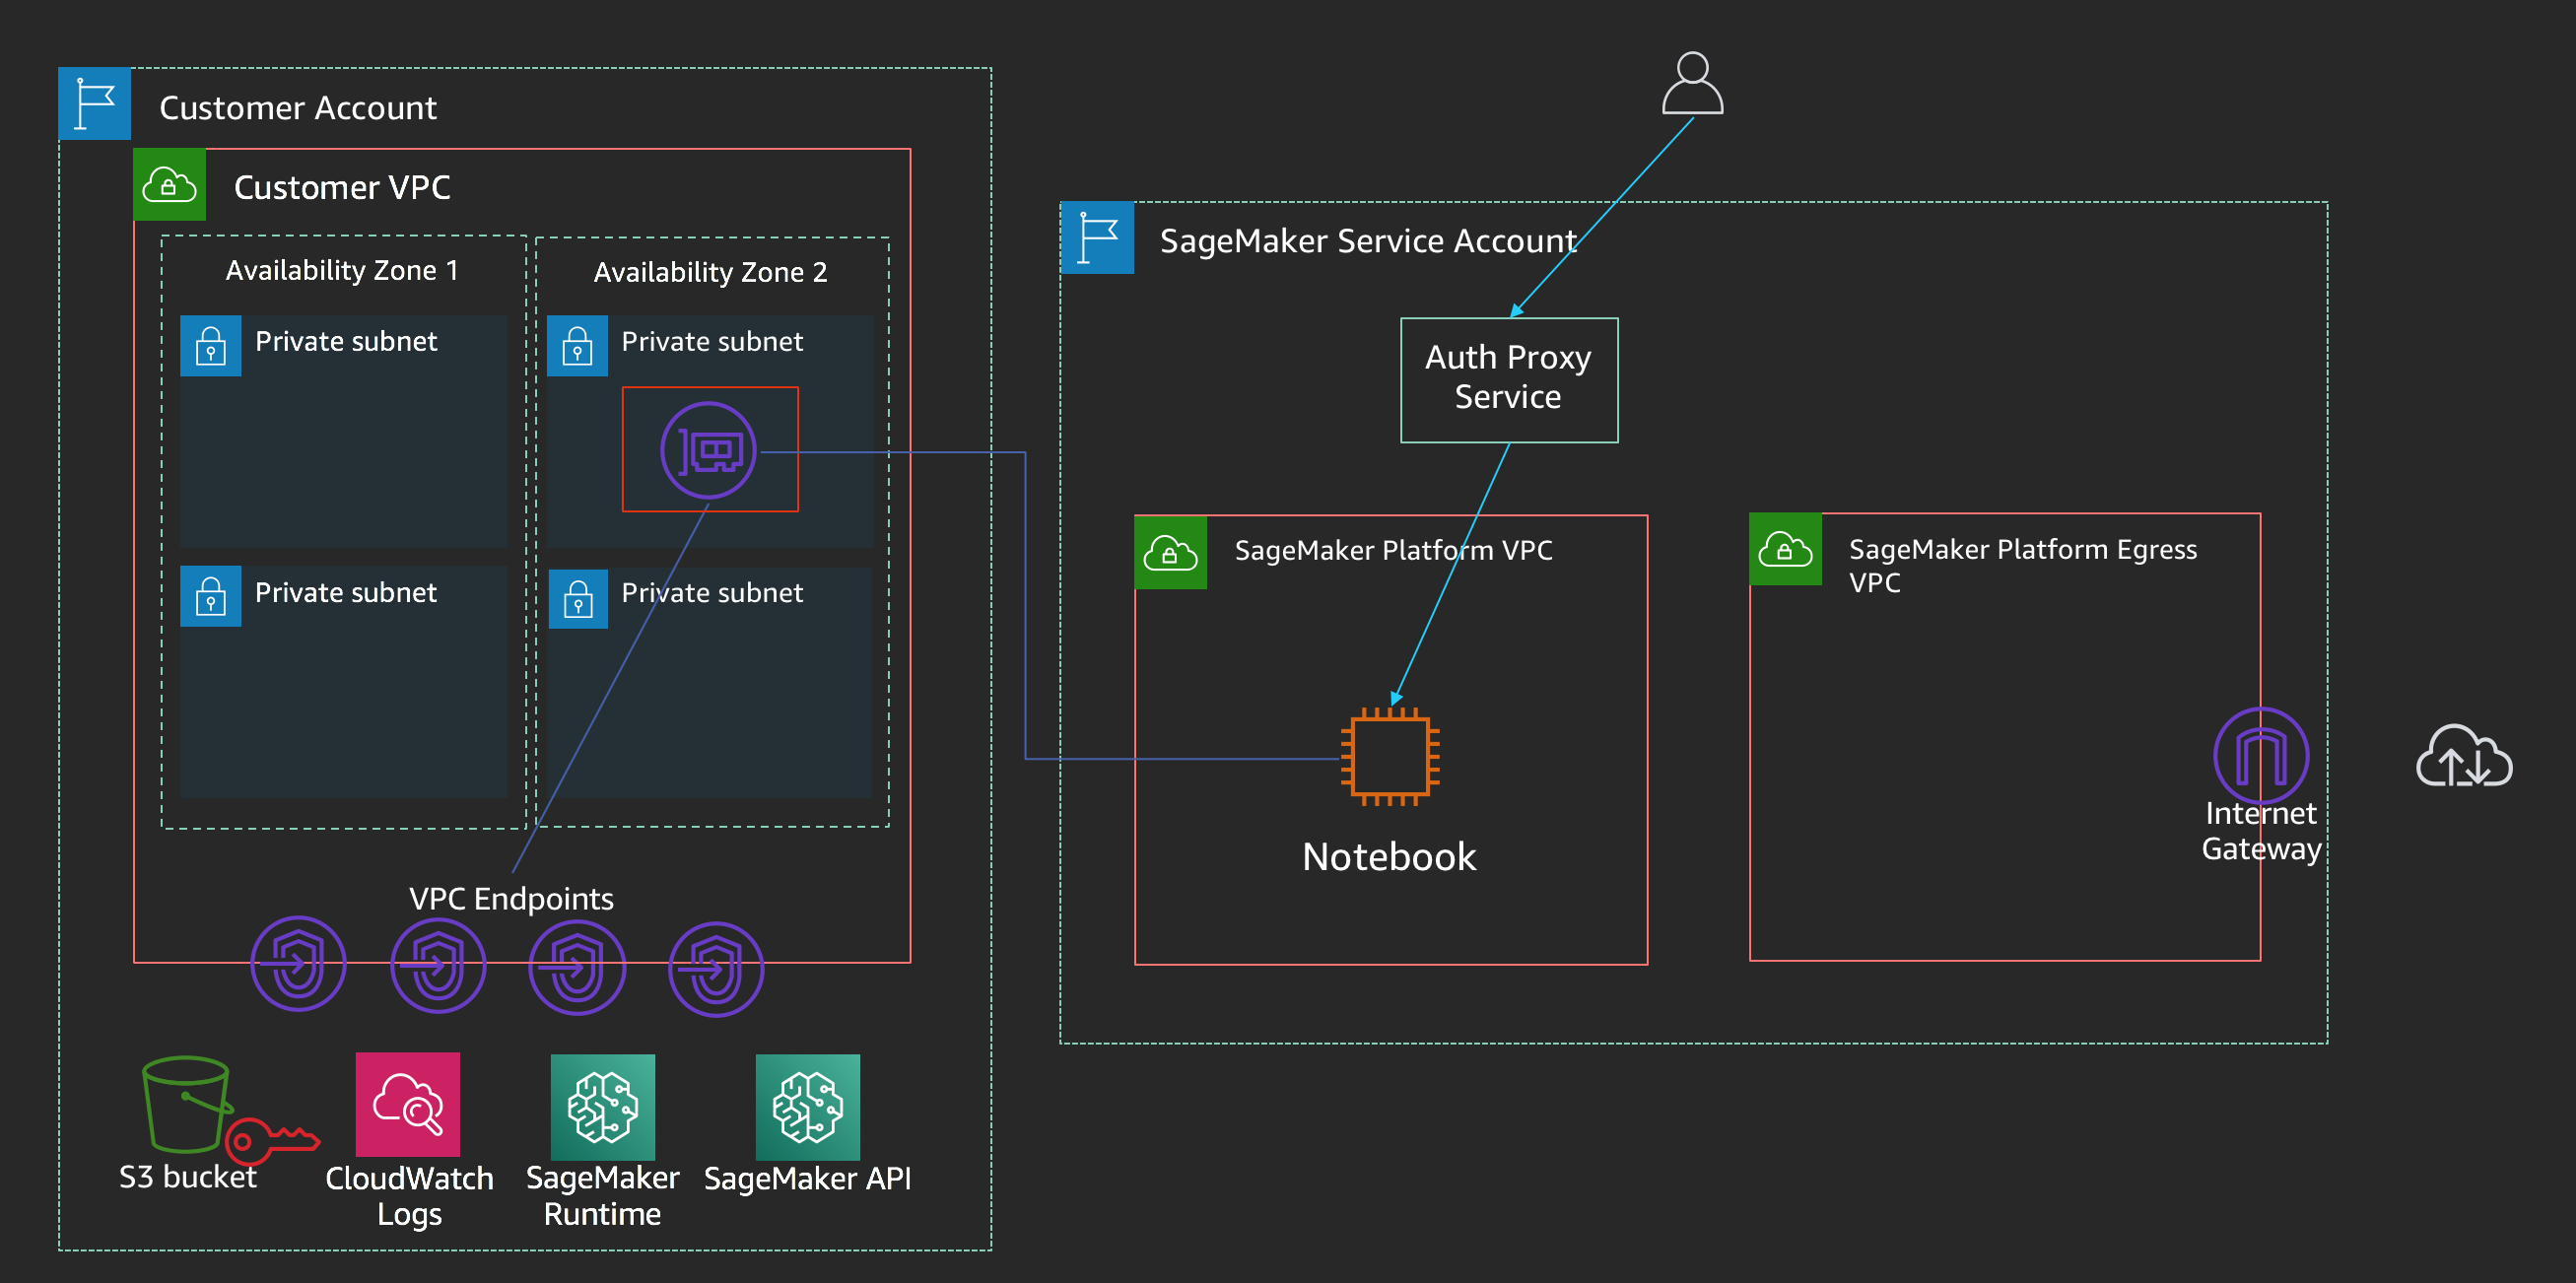 Customer Account
Customer VPC
Availability Zone 1
Availability Zone 2
Private subnet
Private subnet
Private subnet
Private subnet
VPC Endpoints
S3 bucket
CloudWatch
Logs
SageMaker
Runtime
SageMaker API
SageMaker Service Account
Auth Proxy
Service
SageMaker Platform VPC
Notebook
SageMaker Platform Egress
VPC
Internet
Gateway